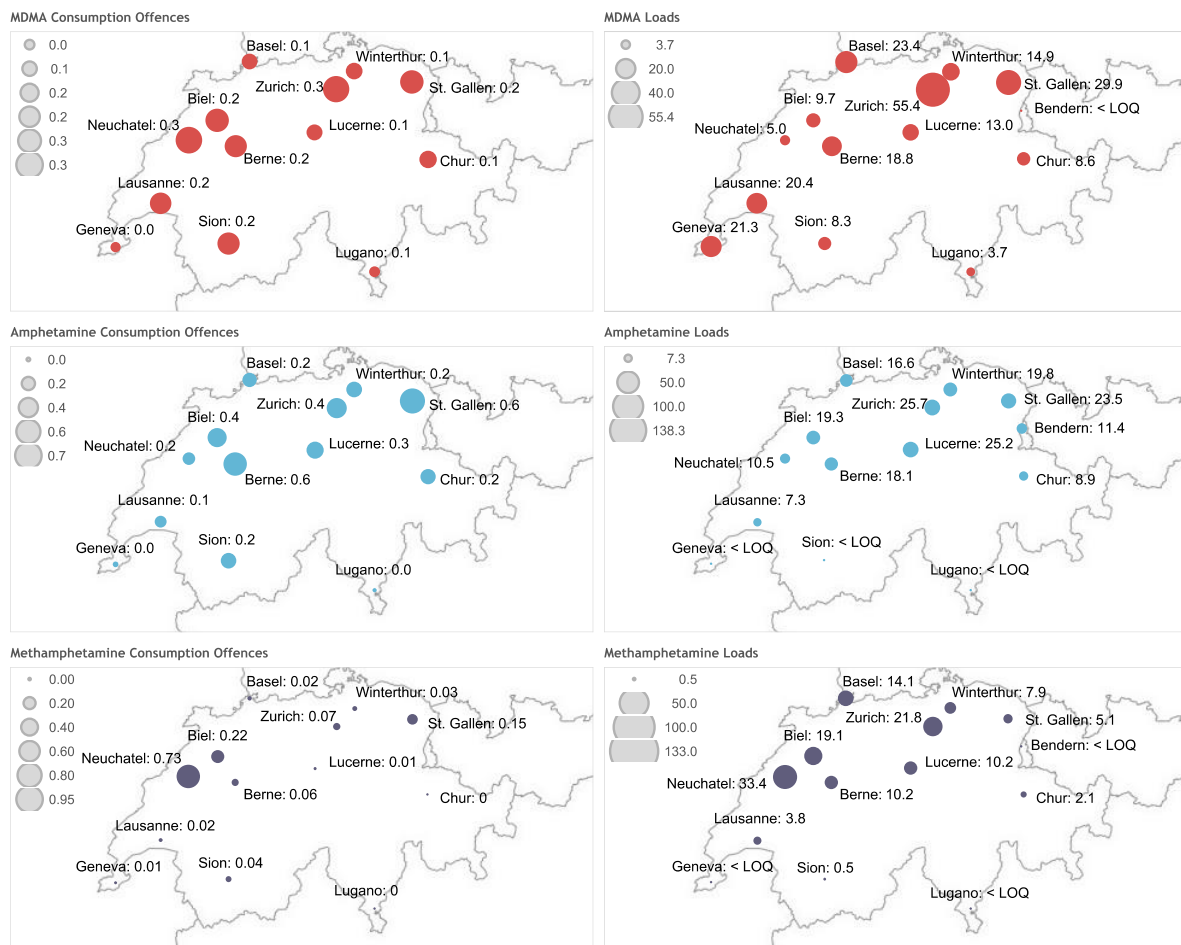 MDMA Consumption Offences
0.0
0.1
0.2
0.2
0.3
0.3
Basel: 0.1
Winterthur: 0.1
Zurich: 0.3
St. Gallen: 0.2
Biel: 0.2
Neuchatel: 0.3
Lucerne: 0.1
Berne: 0.2
Chur: 0.1
Lausanne: 0.2
Sion: 0.2
Geneva: 0.0
Lugano: 0.1
MDMA Loads
3.7
20.0
40.0
55.4
Basel: 23.4
Winterthur: 14.9
St. Gallen: 29.9
Biel: 9.7
Zurich: 55.4
Bendern: < LOQ
Neuchatel: 5.0
Lucerne: 13.0
Berne: 18.8
Chur: 8.6
Lausanne: 20.4
Sion: 8.3
Geneva: 21.3
Lugano: 3.7
Amphetamine Consumption Offences
0.0
0.2
0.4
0.6
0.7
Basel: 0.2
Winterthur: 0.2
Zurich: 0.4
St. Gallen: 0.6
Biel: 0.4
Neuchatel: 0.2
Lucerne: 0.3
Berne: 0.6
Chur: 0.2
Lausanne: 0.1
Sion: 0.2
Geneva: 0.0
Lugano: 0.0
Amphetamine Loads
7.3
50.0
100.0
138.3
Basel: 16.6
Winterthur: 19.8
St. Gallen: 23.5
Zurich: 25.7
Biel: 19.3
Bendern: 11.4
Lucerne: 25.2
Neuchatel: 10.5
Berne: 18.1
Chur: 8.9
Lausanne: 7.3
Sion: < LOQ
Geneva: < LOQ
Lugano: < LOQ
Methamphetamine Consumption Offences
0.00
0.20
0.40
0.60
0.80
0.95
Basel: 0.02
Winterthur: 0.03
Zurich: 0.07
St. Gallen: 0.15
Biel: 0.22
Neuchatel: 0.73
Lucerne: 0.01
Berne: 0.06
Chur: 0
Lausanne: 0.02
Sion: 0.04
Geneva: 0.01
Lugano: 0
Methamphetamine Loads
0.5
50.0
100.0
133.0
Basel: 14.1
Winterthur: 7.9
Zurich: 21.8
St. Gallen: 5.1
Biel: 19.1
Bendern: < LOQ
Lucerne: 10.2
Neuchatel: 33.4
Berne: 10.2
Chur: 2.1
Lausanne: 3.8
Geneva: < LOQ
Sion: 0.5
Lugano: < LOQ